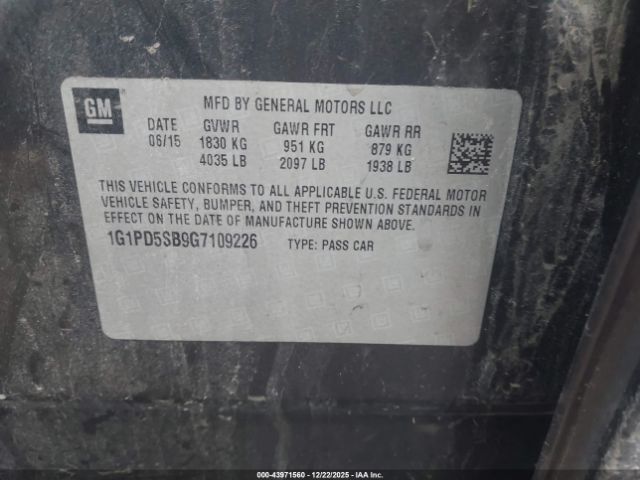 GM
MFD BY GENERAL MOTORS LLC
DATE GVWR GAWR FRT GAWR RR
06/15 1830 KG 951 KG 879 KG
4035 LB 2097 LB 1938 LB
THIS VEHICLE CONFORMS TO ALL APPLICABLE U.S. FEDERAL MOTOR
VEHICLE SAFETY, BUMPER, AND THEFT PREVENTION STANDARDS IN
EFFECT ON THE DATE OF MANUFACTURE SHOWN ABOVE.
1G1PD5SB9G7109226 TYPE: PASS CAR
000-43971560 12/22/2025 IAAI.COM